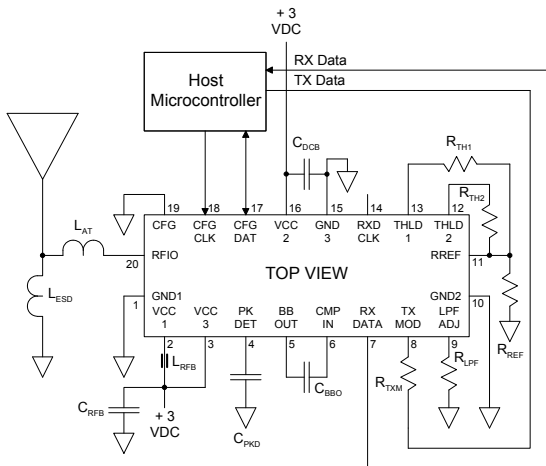 + 3
VDC
RX Data
TX Data
Host
Microcontroller
CDCB
RTH1
RTH2
19 18 17 16 15 14 13 12
CFG CFG CLK CFG DAT VCC 2 GND 3 RXD CLK THLD 1 THLD 2
LAT
20 RFIO
TOP VIEW
RREF 11
LESD
1 GND1
GND2 10
VCC 1 VCC 3 PK DET BB OUT CMP IN RX DATA TX MOD LPF ADJ
2 3 4 5 6 7 8 9
LRFB
RREF
RLPF
RTXM
CBBO
CRFB
+ 3
VDC
CPKD